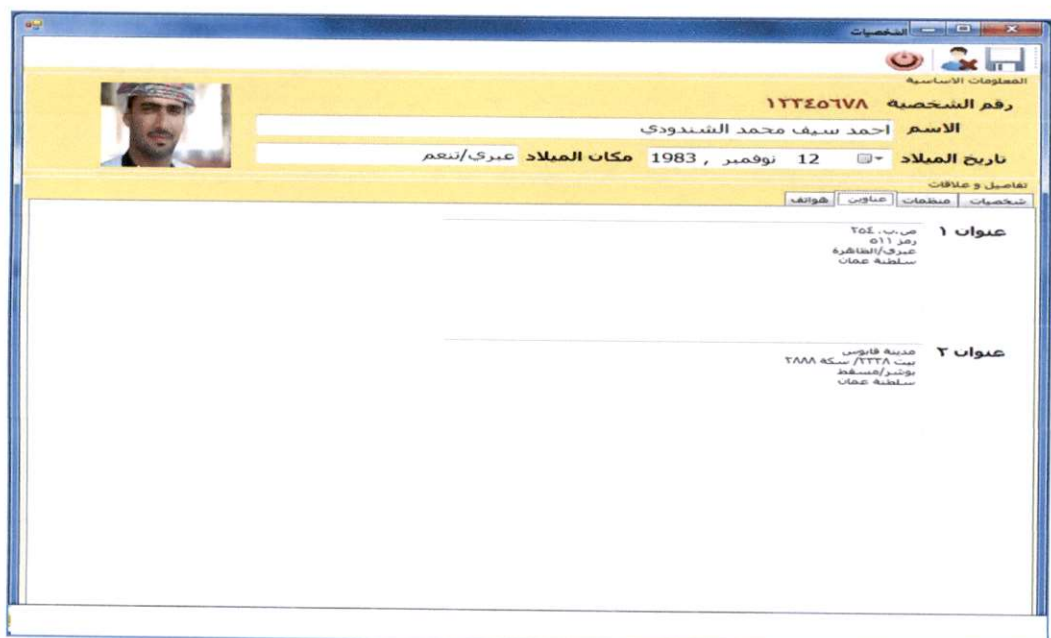 الشخصيات
المعلومات الاساسية
رقم الشخصية ١٢٣٤٥٦٧٨
الاسم احمد سيف محمد الشندودي
تاريخ الميلاد 12 نوفمبر , 1983 مكان الميلاد عبري/تنعم
تفاصيل و علاقات
شخصيات منظمات عناوين هواتف
عنوان ١ ص.ب. ٢٥٤
رمز ٥١١
عبري/الظاهرة
سلطنة عمان
عنوان ٢ مدينة قابوس
بيت ٢٣٣٨/ سكة ٢٨٨٨
بوشر/مسقط
سلطنة عمان